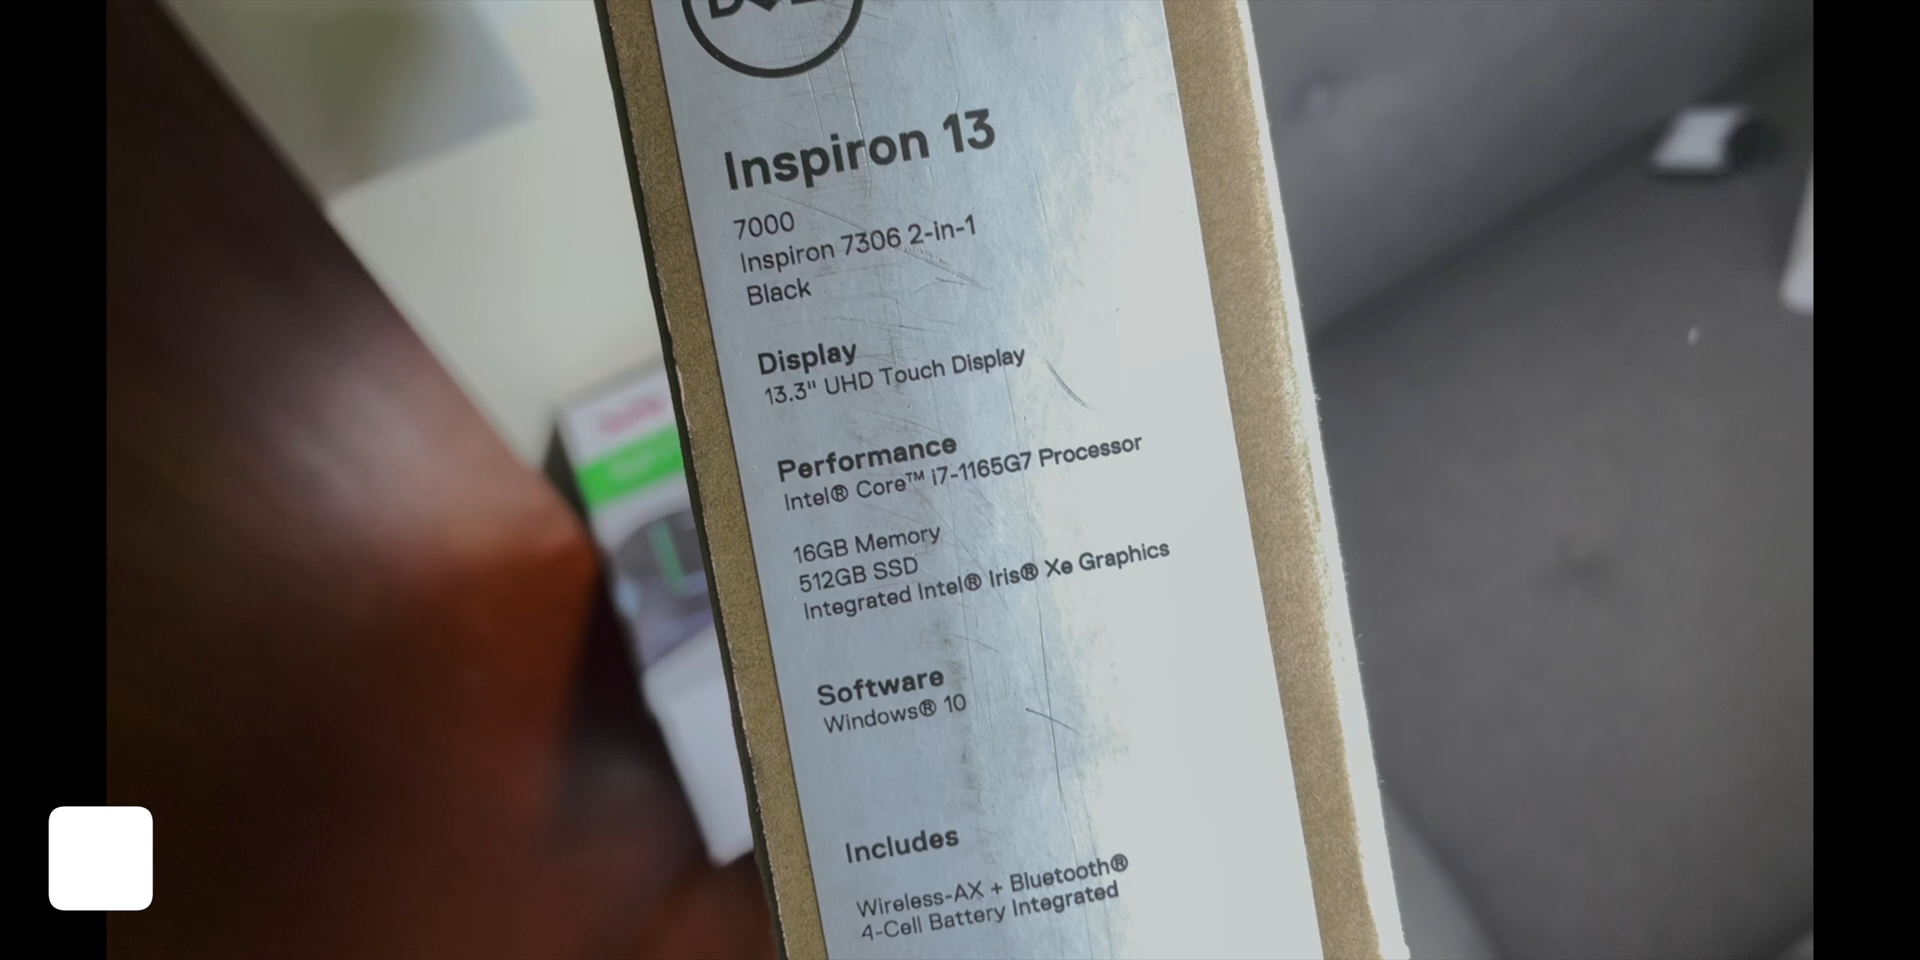 Inspiron 13
7000
Inspiron 7306 2-in-1
Black
Display
13.3" UHD Touch Display
Performance
Intel® Core™ i7-1165G7 Processor
16GB Memory
512GB SSD
Integrated Intel® Iris® Xe Graphics
Software
Windows® 10
Includes
Wireless-AX + Bluetooth®
4-Cell Battery Integrated